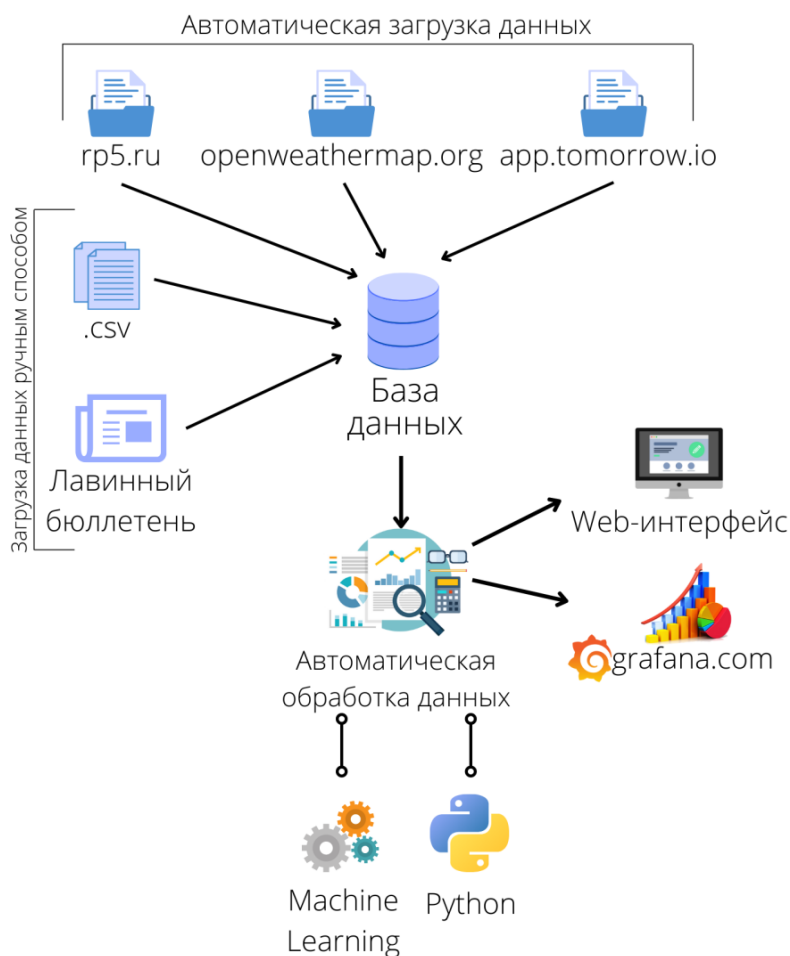 Автоматическая загрузка данных
rp5.ru
openweathermap.org
app.tomorrow.io
Загрузка данных ручным способом
.csv
База
данных
Лавинный
бюллетень
Web-интерфейс
grafana.com
Автоматическая
обработка данных
Machine
Learning
Python